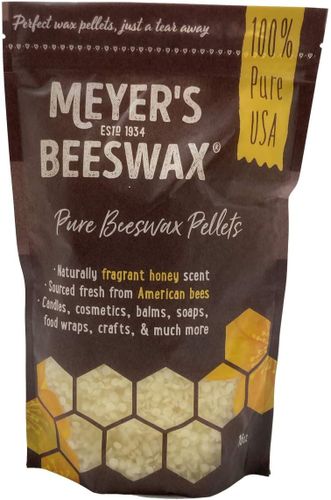 Perfect wax pellets, just a tear away
100%
Pure
USA
MEYER'S
ESTD 1934
BEESWAX®
Pure Beeswax Pellets
· Naturally fragrant honey scent
· Sourced fresh from American bees
· Candles, cosmetics, balms, soaps,
food wraps, crafts, & much more
16oz